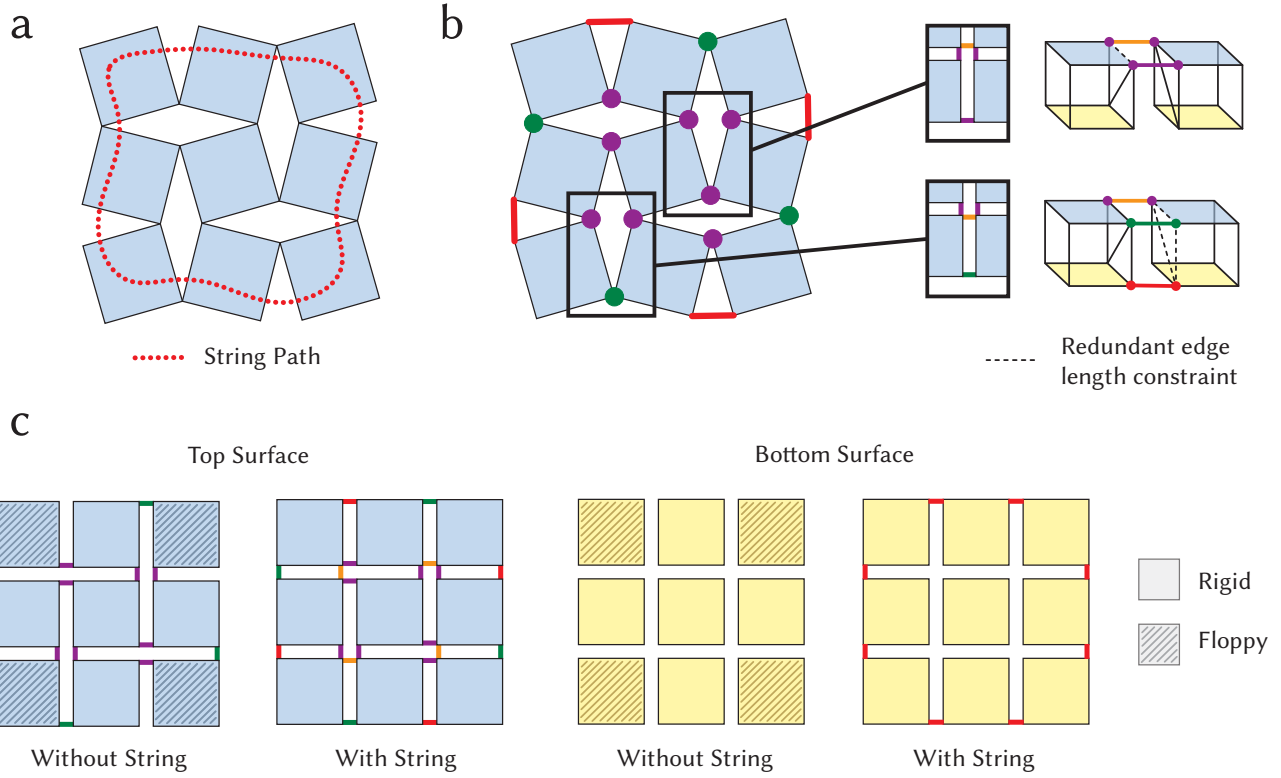 a
b
String Path
Redundant edge
length constraint
c
Top Surface
Bottom Surface
Rigid
Floppy
Without String
With String
Without String
With String